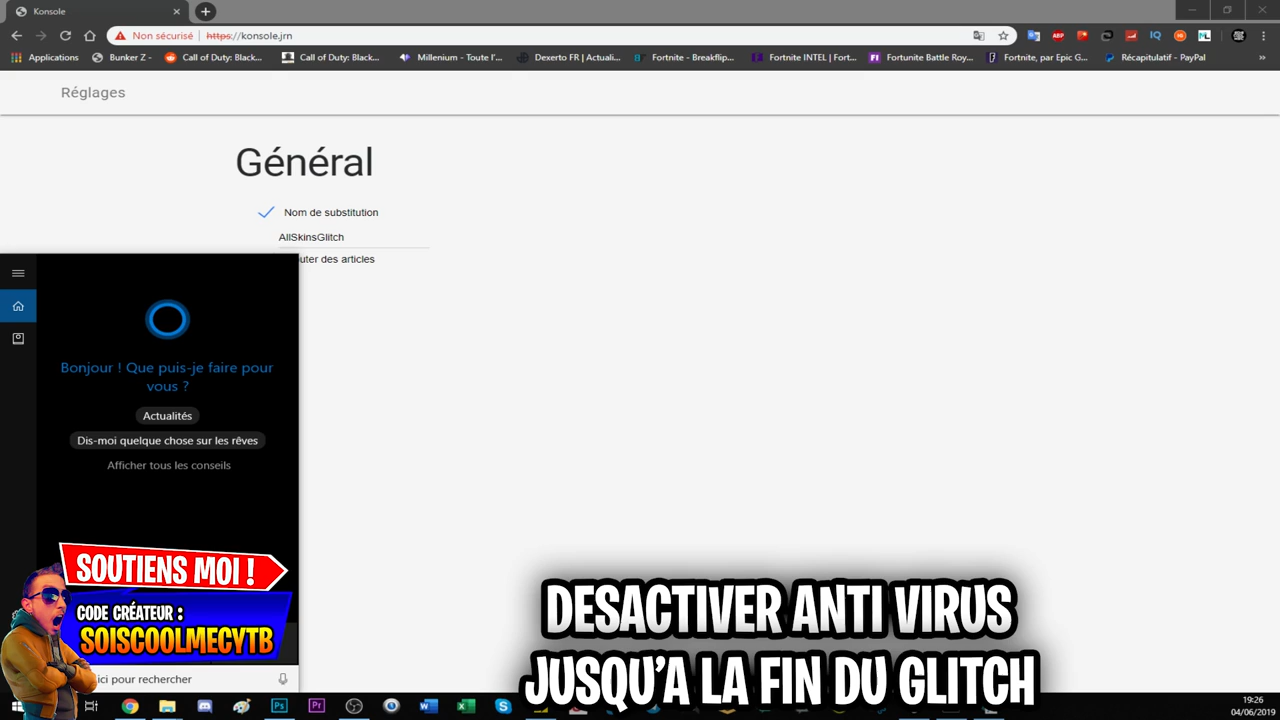 Konsole
Non sécurisé
https://konsole.jrn
Applications
Bunker Z -
Call of Duty: Black...
Call of Duty: Black...
Millenium - Toute l'...
Dexerto FR | Actuali...
Fortnite - Breakflip...
Fortnite INTEL | Fort...
Fortunite Battle Roy...
Fortnite, par Epic G...
Récapitulatif - PayPal
Réglages
Général
Nom de substitution
AllSkinsGlitch
outer des articles
Bonjour ! Que puis-je faire pour
vous ?
Actualités
Dis-moi quelque chose sur les rêves
Afficher tous les conseils
SOUTIENS MOI !
CODE CRÉATEUR :
SOISCOOLMECYTB
ici pour rechercher
DESACTIVER ANTI VIRUS
JUSQU'A LA FIN DU GLITCH
19:26
04/06/2019